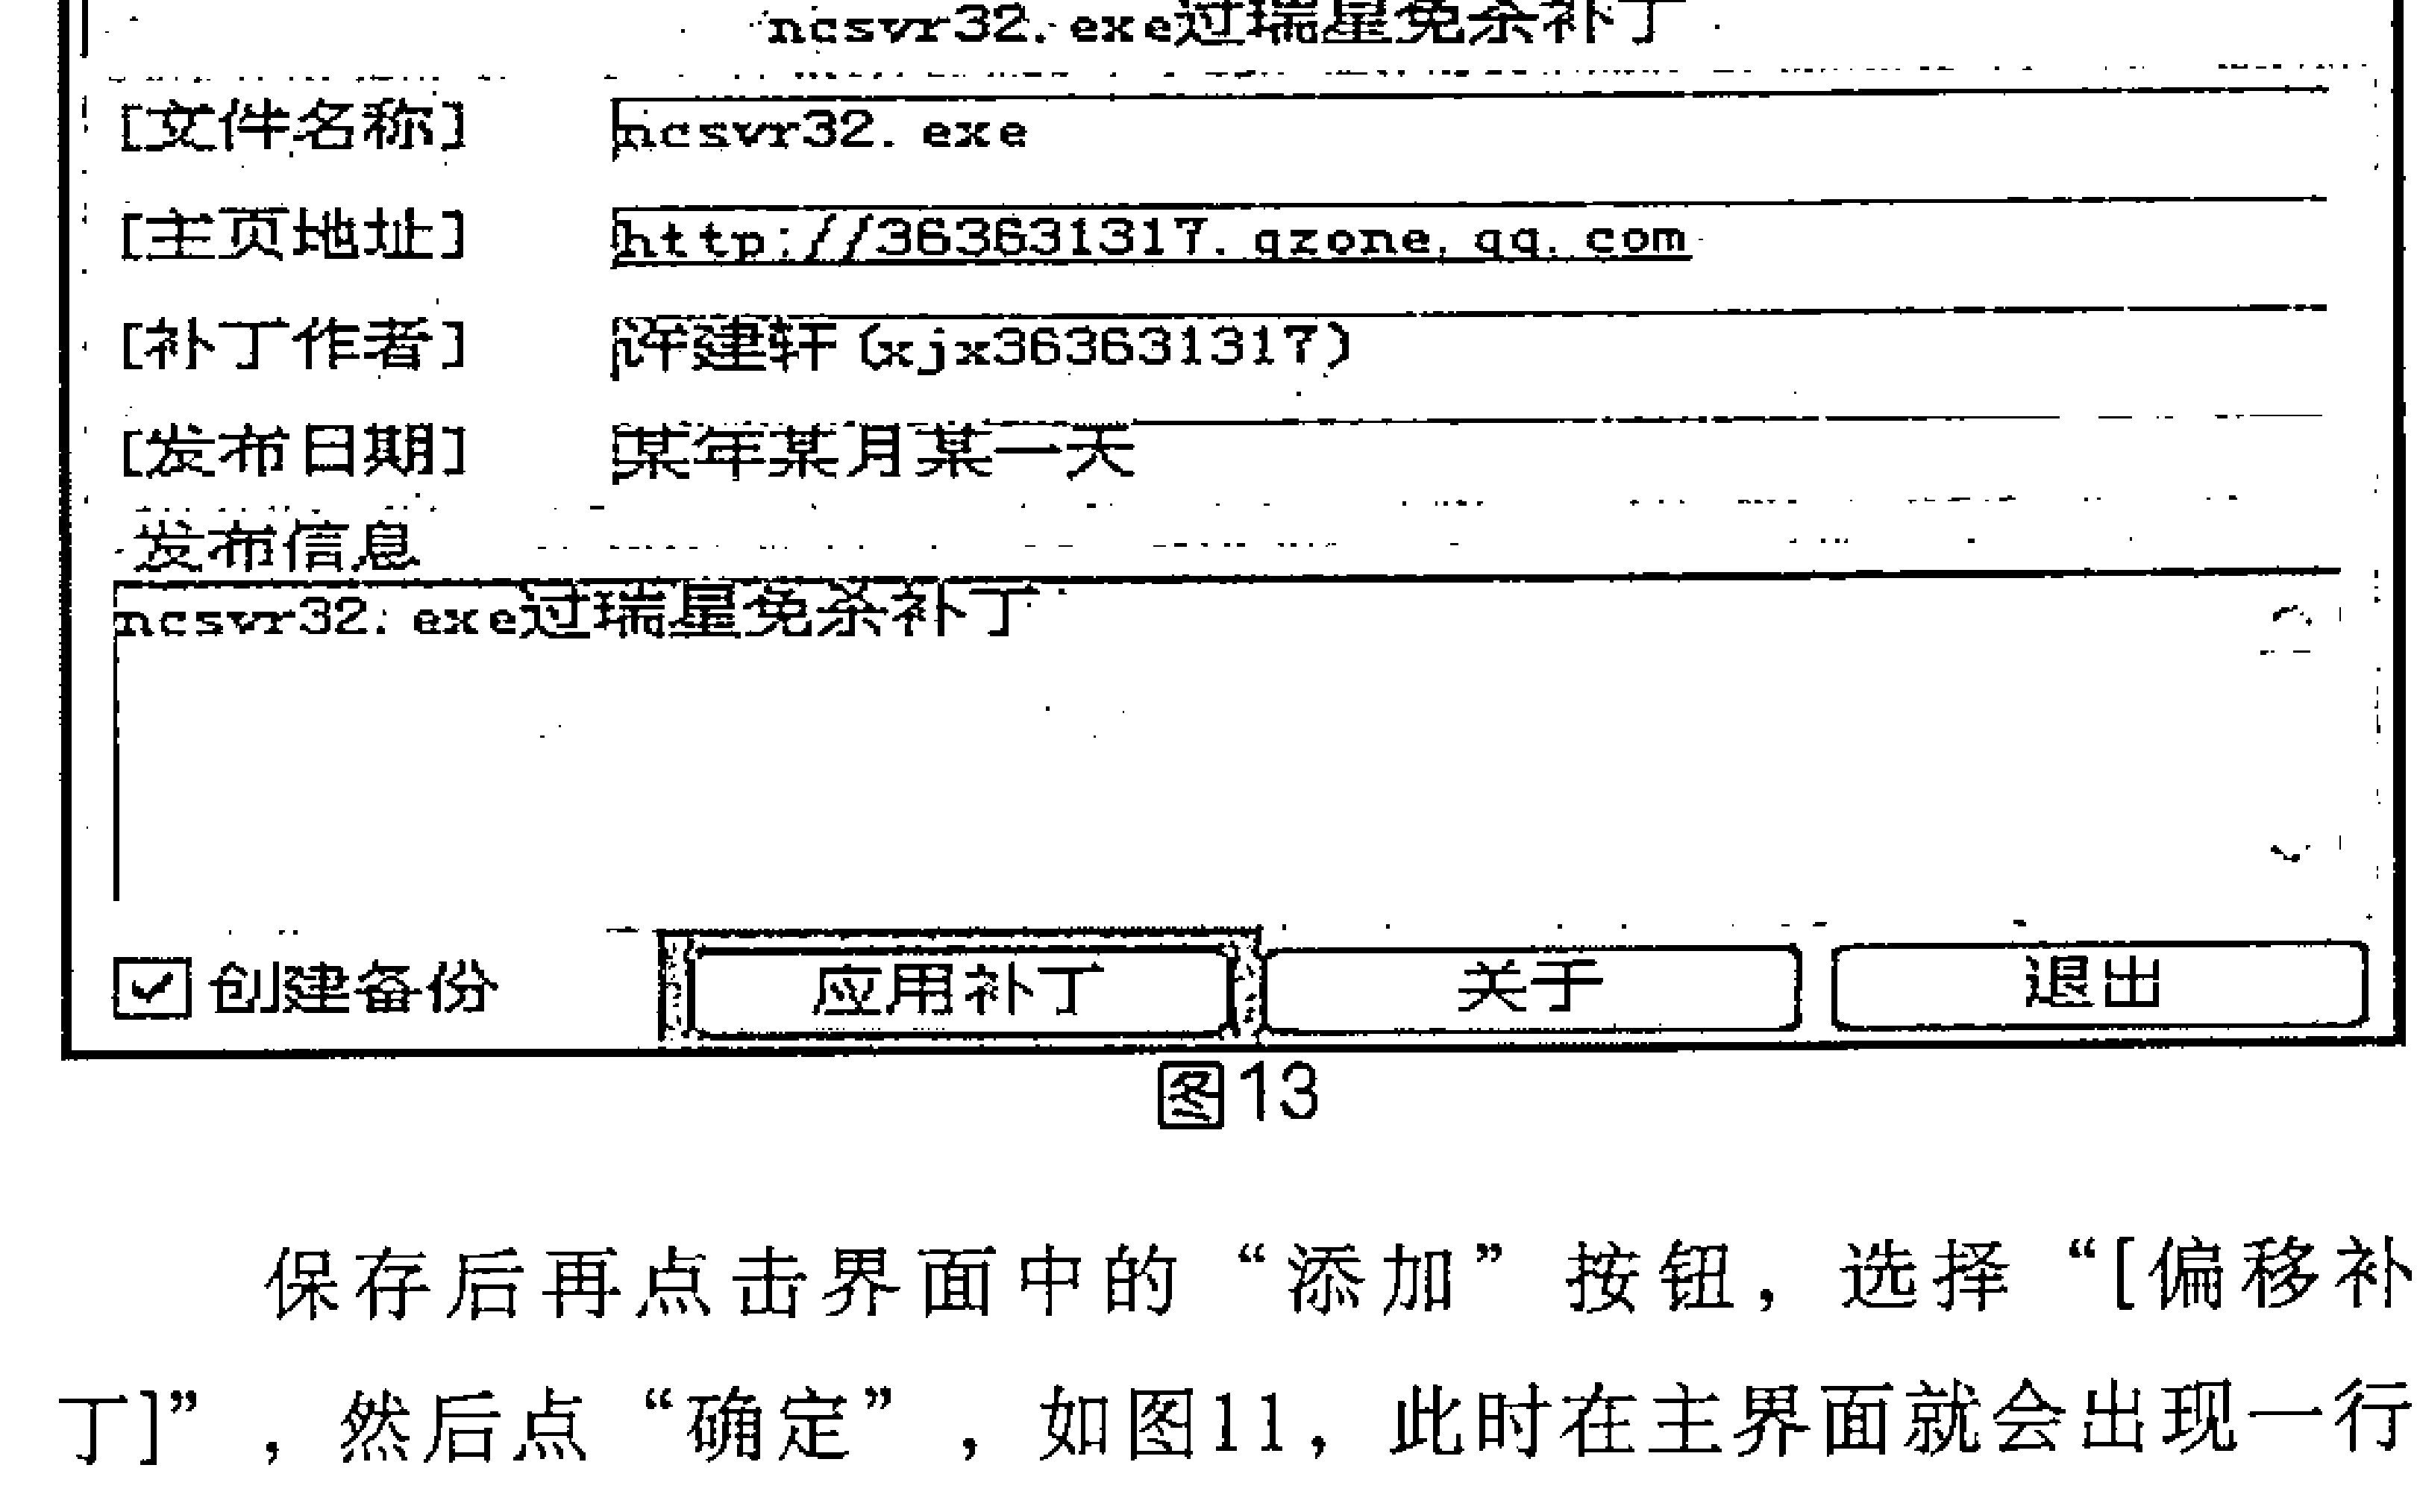 ncsvr32.exe过瑞星免杀补丁
[文件名称] ncsvr32.exe
[主页地址] http://363631317.qzone.qq.com
[补丁作者] 许建轩(xjx363631317)
[发布日期] 某年某月某一天
发布信息
ncsvr32.exe过瑞星免杀补丁
创建备份 应用补丁 关于 退出
图13
保存后再点击界面中的“添加”按钮，选择“[偏移补
丁]”，然后点“确定”，如图11，此时在主界面就会出现一行